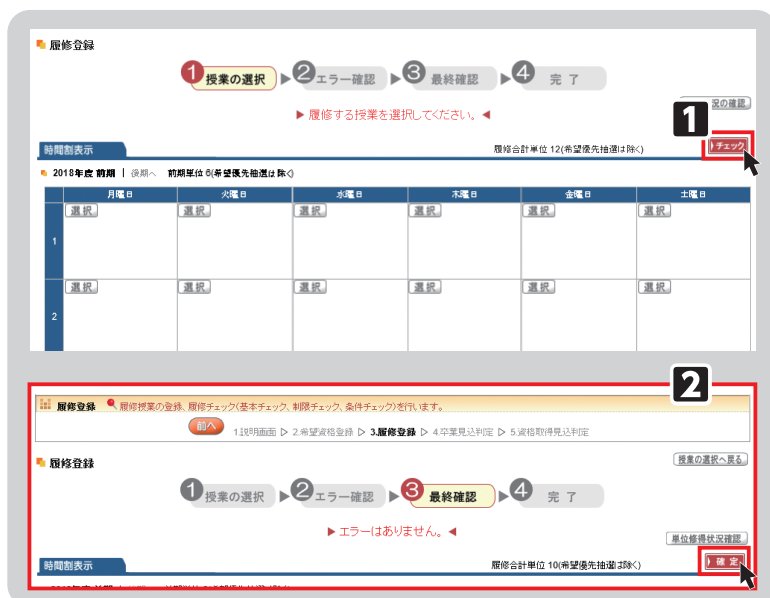 履修登録
1 授業の選択 ▶ 2 エラー確認 ▶ 3 最終確認 ▶ 4 完了
況の確認
▶ 履修する授業を選択してください。 ◀
1
時間割表示 履修合計単位 12(希望優先抽選は除く) チェック
2018年度 前期 | 後期へ 前期単位 6(希望優先抽選は除く)
月曜日 火曜日 水曜日 木曜日 金曜日 土曜日
1 選択 選択 選択 選択 選択 選択
2 選択 選択 選択 選択 選択 選択
2
履修登録 履修授業の登録、履修チェック(基本チェック、制限チェック、条件チェック)を行います。
前へ 1.説明画面 ▷ 2.希望資格登録 ▷ 3.履修登録 ▷ 4.卒業見込判定 ▷ 5.資格取得見込判定
履修登録 授業の選択へ戻る
1 授業の選択 ▶ 2 エラー確認 ▶ 3 最終確認 ▶ 4 完了
▶ エラーはありません。 ◀
単位修得状況確認
時間割表示 履修合計単位 10(希望優先抽選は除く) 確定